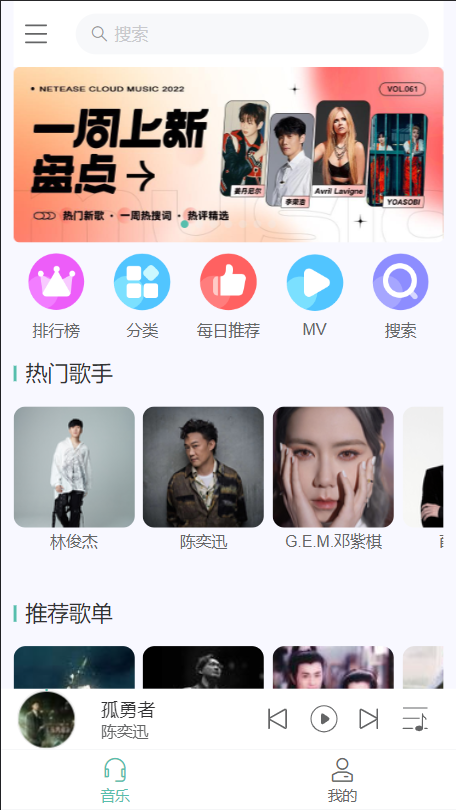 搜索
• NETEASE CLOUD MUSIC 2022
VOL.061
一周上新
盘点→
姜丹尼尔
李荣浩
Avril Lavigne
YOASOBI
热门新歌 • 一周热搜词 • 热评精选
排行榜
分类
每日推荐
MV
搜索
热门歌手
林俊杰
陈奕迅
G.E.M.邓紫棋
推荐歌单
孤勇者
陈奕迅
音乐
我的